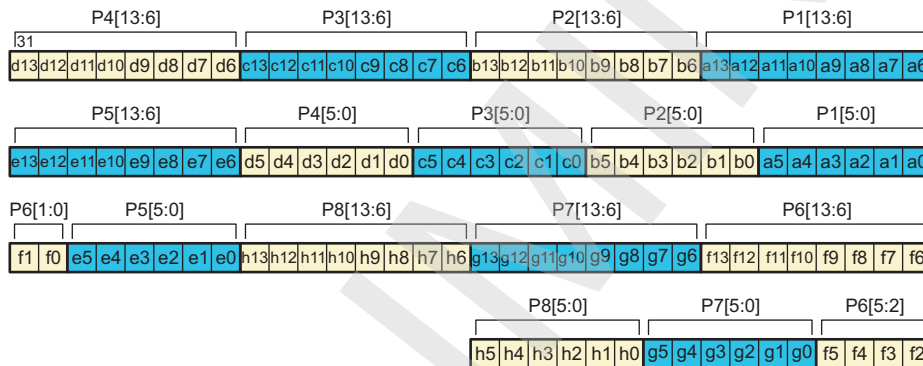 P4[13:6] P3[13:6] P2[13:6] P1[13:6]
31
d13 d12 d11 d10 d9 d8 d7 d6 c13 c12 c11 c10 c9 c8 c7 c6 b13 b12 b11 b10 b9 b8 b7 b6 a13 a12 a11 a10 a9 a8 a7 a6
P5[13:6] P4[5:0] P3[5:0] P2[5:0] P1[5:0]
e13 e12 e11 e10 e9 e8 e7 e6 d5 d4 d3 d2 d1 d0 c5 c4 c3 c2 c1 c0 b5 b4 b3 b2 b1 b0 a5 a4 a3 a2 a1 a0
P6[1:0] P5[5:0] P8[13:6] P7[13:6] P6[13:6]
f1 f0 e5 e4 e3 e2 e1 e0 h13 h12 h11 h10 h9 h8 h7 h6 g13 g12 g11 g10 g9 g8 g7 g6 f13 f12 f11 f10 f9 f8 f7 f6
P8[5:0] P7[5:0] P6[5:2]
h5 h4 h3 h2 h1 h0 g5 g4 g3 g2 g1 g0 f5 f4 f3 f2